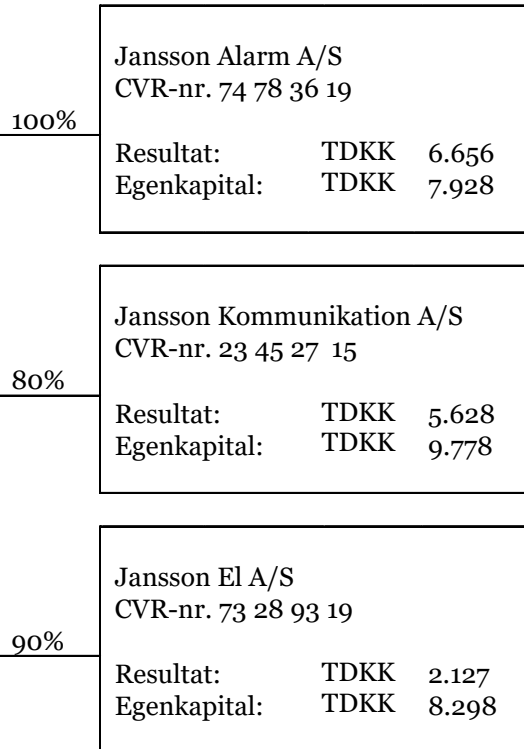 Jansson Alarm A/S
CVR-nr. 74 78 36 19
100%
Resultat: TDKK 6.656
Egenkapital: TDKK 7.928
Jansson Kommunikation A/S
CVR-nr. 23 45 27 15
80%
Resultat: TDKK 5.628
Egenkapital: TDKK 9.778
Jansson El A/S
CVR-nr. 73 28 93 19
90%
Resultat: TDKK 2.127
Egenkapital: TDKK 8.298